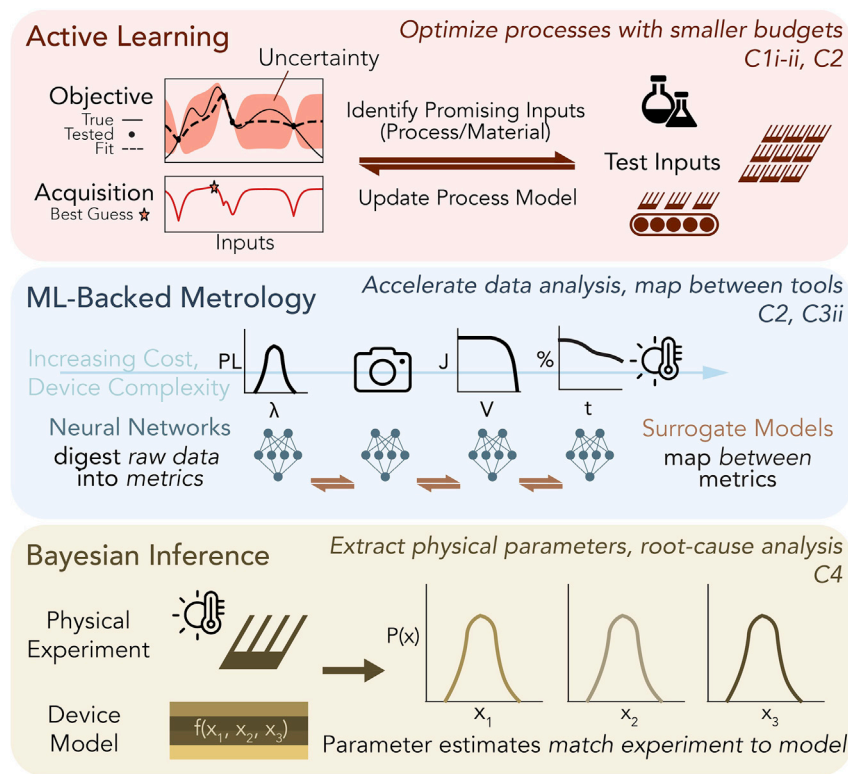 Active Learning
Optimize processes with smaller budgets
C1i-ii, C2
Uncertainty
Objective
True
Tested
Fit
Identify Promising Inputs
(Process/Material)
Update Process Model
Test Inputs
Acquisition
Best Guess
Inputs
ML-Backed Metrology
Accelerate data analysis, map between tools
C2, C3ii
Increasing Cost,
Device Complexity
PL
λ
J
V
%
t
Neural Networks
digest raw data
into metrics
Surrogate Models
map between
metrics
Bayesian Inference
Extract physical parameters, root-cause analysis
C4
Physical
Experiment
Device
Model
f(x₁, x₂, x₃)
P(x)
x₁
x₂
x₃
Parameter estimates match experiment to model